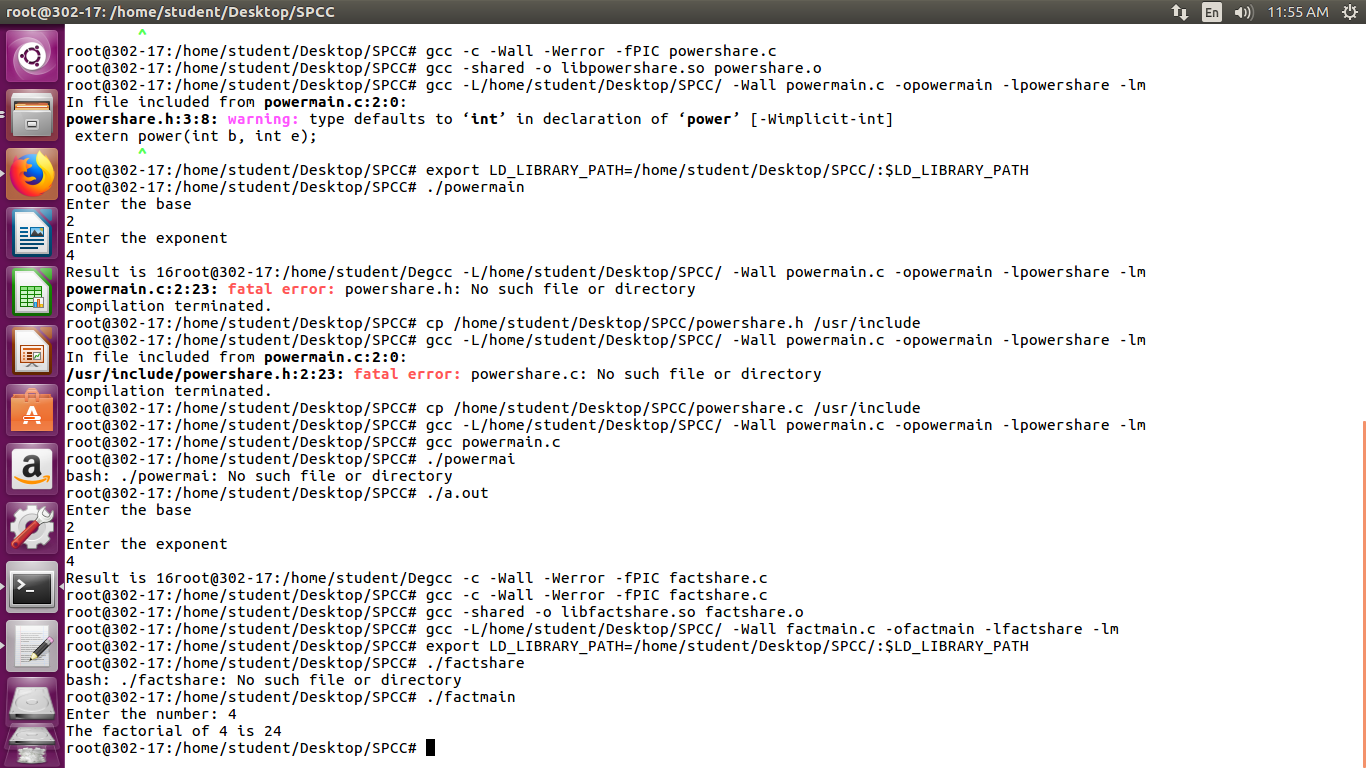 root@302-17: /home/student/Desktop/SPCC
En
11:55 AM
^
root@302-17:/home/student/Desktop/SPCC# gcc -c -Wall -Werror -fPIC powershare.c
root@302-17:/home/student/Desktop/SPCC# gcc -shared -o libpowershare.so powershare.o
root@302-17:/home/student/Desktop/SPCC# gcc -L/home/student/Desktop/SPCC/ -Wall powermain.c -opowermain -lpowershare -lm
In file included from powermain.c:2:0:
powershare.h:3:8: warning: type defaults to ‘int’ in declaration of ‘power’ [-Wimplicit-int]
 extern power(int b, int e);
^
root@302-17:/home/student/Desktop/SPCC# export LD_LIBRARY_PATH=/home/student/Desktop/SPCC/:$LD_LIBRARY_PATH
root@302-17:/home/student/Desktop/SPCC# ./powermain
Enter the base
2
Enter the exponent
4
Result is 16root@302-17:/home/student/Degcc -L/home/student/Desktop/SPCC/ -Wall powermain.c -opowermain -lpowershare -lm
powermain.c:2:23: fatal error: powershare.h: No such file or directory
compilation terminated.
root@302-17:/home/student/Desktop/SPCC# cp /home/student/Desktop/SPCC/powershare.h /usr/include
root@302-17:/home/student/Desktop/SPCC# gcc -L/home/student/Desktop/SPCC/ -Wall powermain.c -opowermain -lpowershare -lm
In file included from powermain.c:2:0:
/usr/include/powershare.h:2:23: fatal error: powershare.c: No such file or directory
compilation terminated.
root@302-17:/home/student/Desktop/SPCC# cp /home/student/Desktop/SPCC/powershare.c /usr/include
root@302-17:/home/student/Desktop/SPCC# gcc -L/home/student/Desktop/SPCC/ -Wall powermain.c -opowermain -lpowershare -lm
root@302-17:/home/student/Desktop/SPCC# gcc powermain.c
root@302-17:/home/student/Desktop/SPCC# ./powermai
bash: ./powermai: No such file or directory
root@302-17:/home/student/Desktop/SPCC# ./a.out
Enter the base
2
Enter the exponent
4
Result is 16root@302-17:/home/student/Degcc -c -Wall -Werror -fPIC factshare.c
root@302-17:/home/student/Desktop/SPCC# gcc -c -Wall -Werror -fPIC factshare.c
root@302-17:/home/student/Desktop/SPCC# gcc -shared -o libfactshare.so factshare.o
root@302-17:/home/student/Desktop/SPCC# gcc -L/home/student/Desktop/SPCC/ -Wall factmain.c -ofactmain -lfactshare -lm
root@302-17:/home/student/Desktop/SPCC# export LD_LIBRARY_PATH=/home/student/Desktop/SPCC/:$LD_LIBRARY_PATH
root@302-17:/home/student/Desktop/SPCC# ./factshare
bash: ./factshare: No such file or directory
root@302-17:/home/student/Desktop/SPCC# ./factmain
Enter the number: 4
The factorial of 4 is 24
root@302-17:/home/student/Desktop/SPCC#